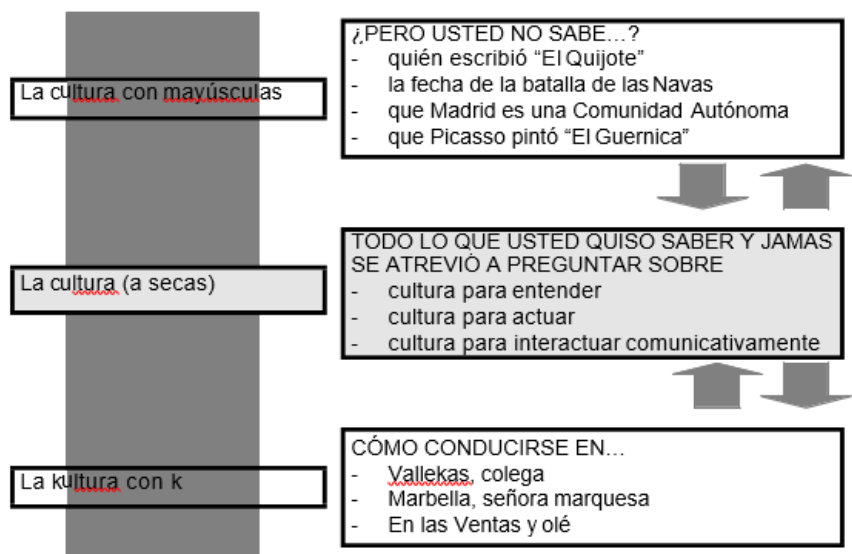 La cultura con mayúsculas
¿PERO USTED NO SABE...?
- quién escribió “El Quijote”
- la fecha de la batalla de las Navas
- que Madrid es una Comunidad Autónoma
- que Picasso pintó “El Guernica”
La cultura (a secas)
TODO LO QUE USTED QUISO SABER Y JAMAS
SE ATREVIÓ A PREGUNTAR SOBRE
- cultura para entender
- cultura para actuar
- cultura para interactuar comunicativamente
La kultura con k
CÓMO CONDUCIRSE EN...
- Vallekas, colega
- Marbella, señora marquesa
- En las Ventas y olé